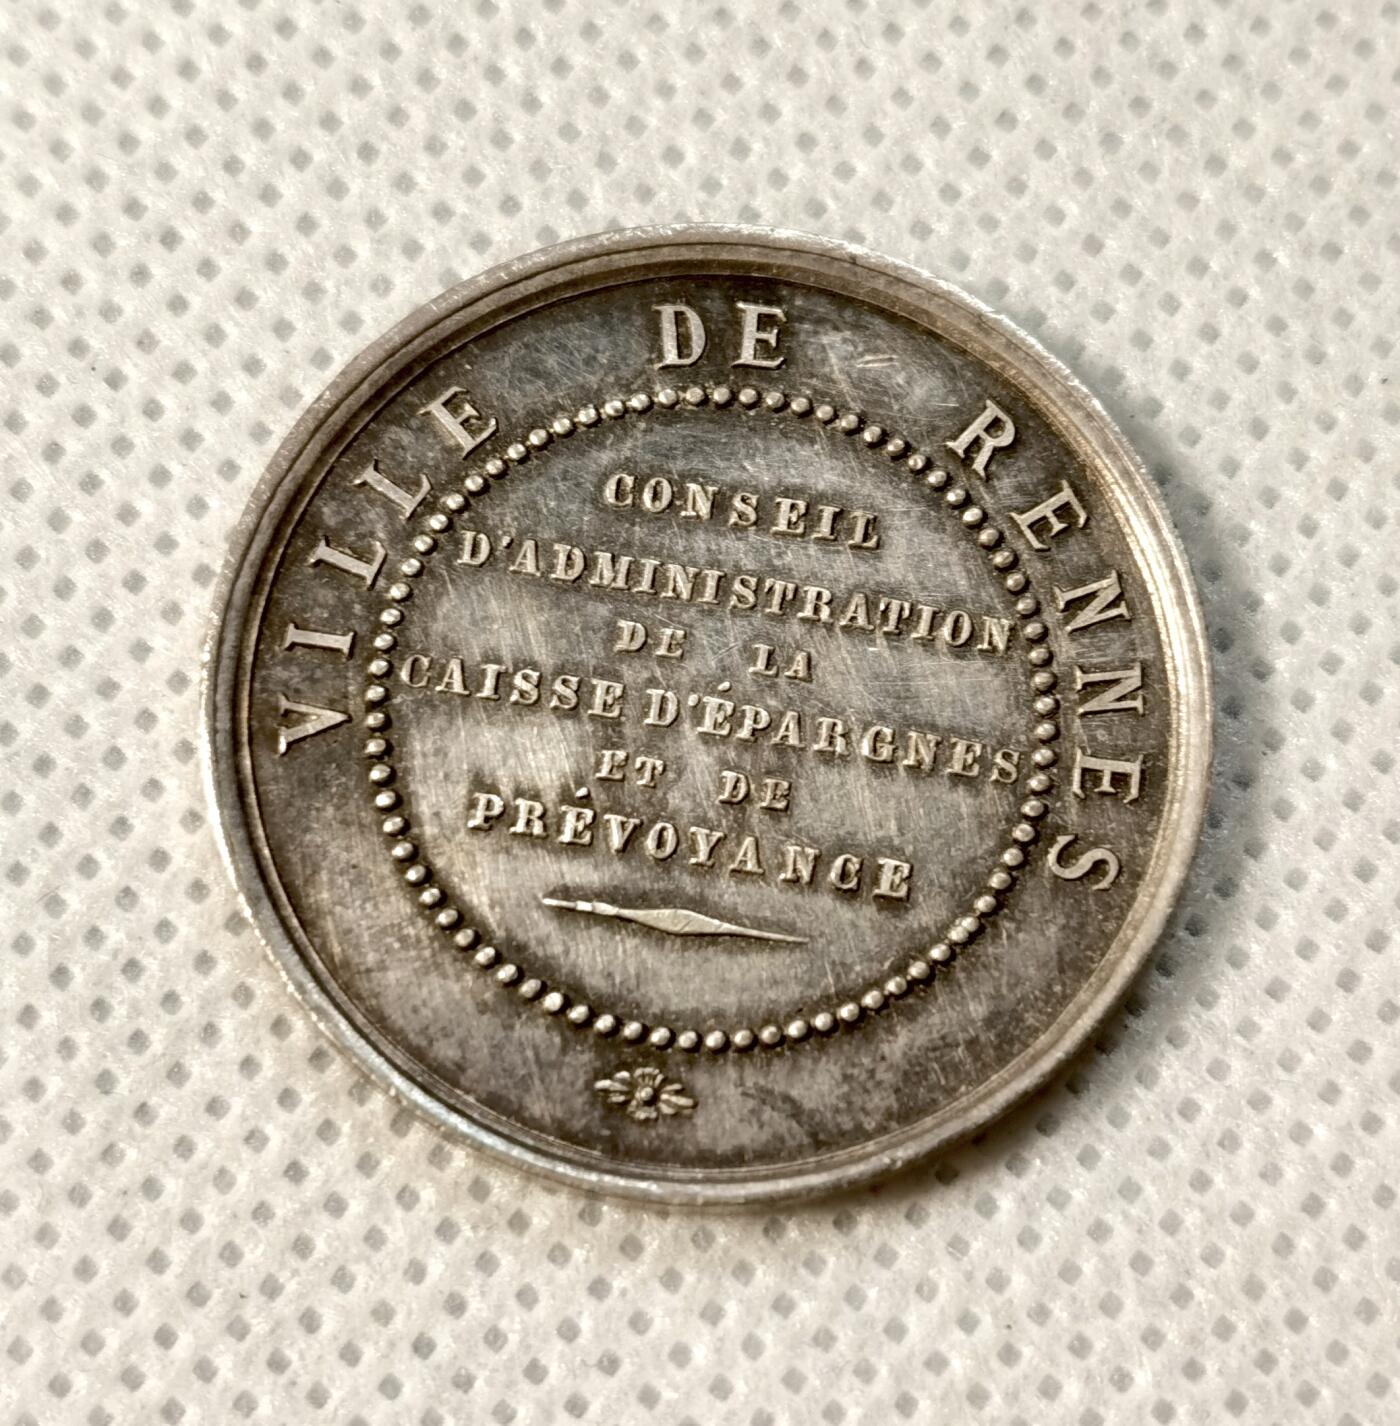 VILLE DE RENNES
CONSEIL
D'ADMINISTRATION
DE LA
CAISSE D'ÉPARGNES
ET DE
PRÉVOYANCE